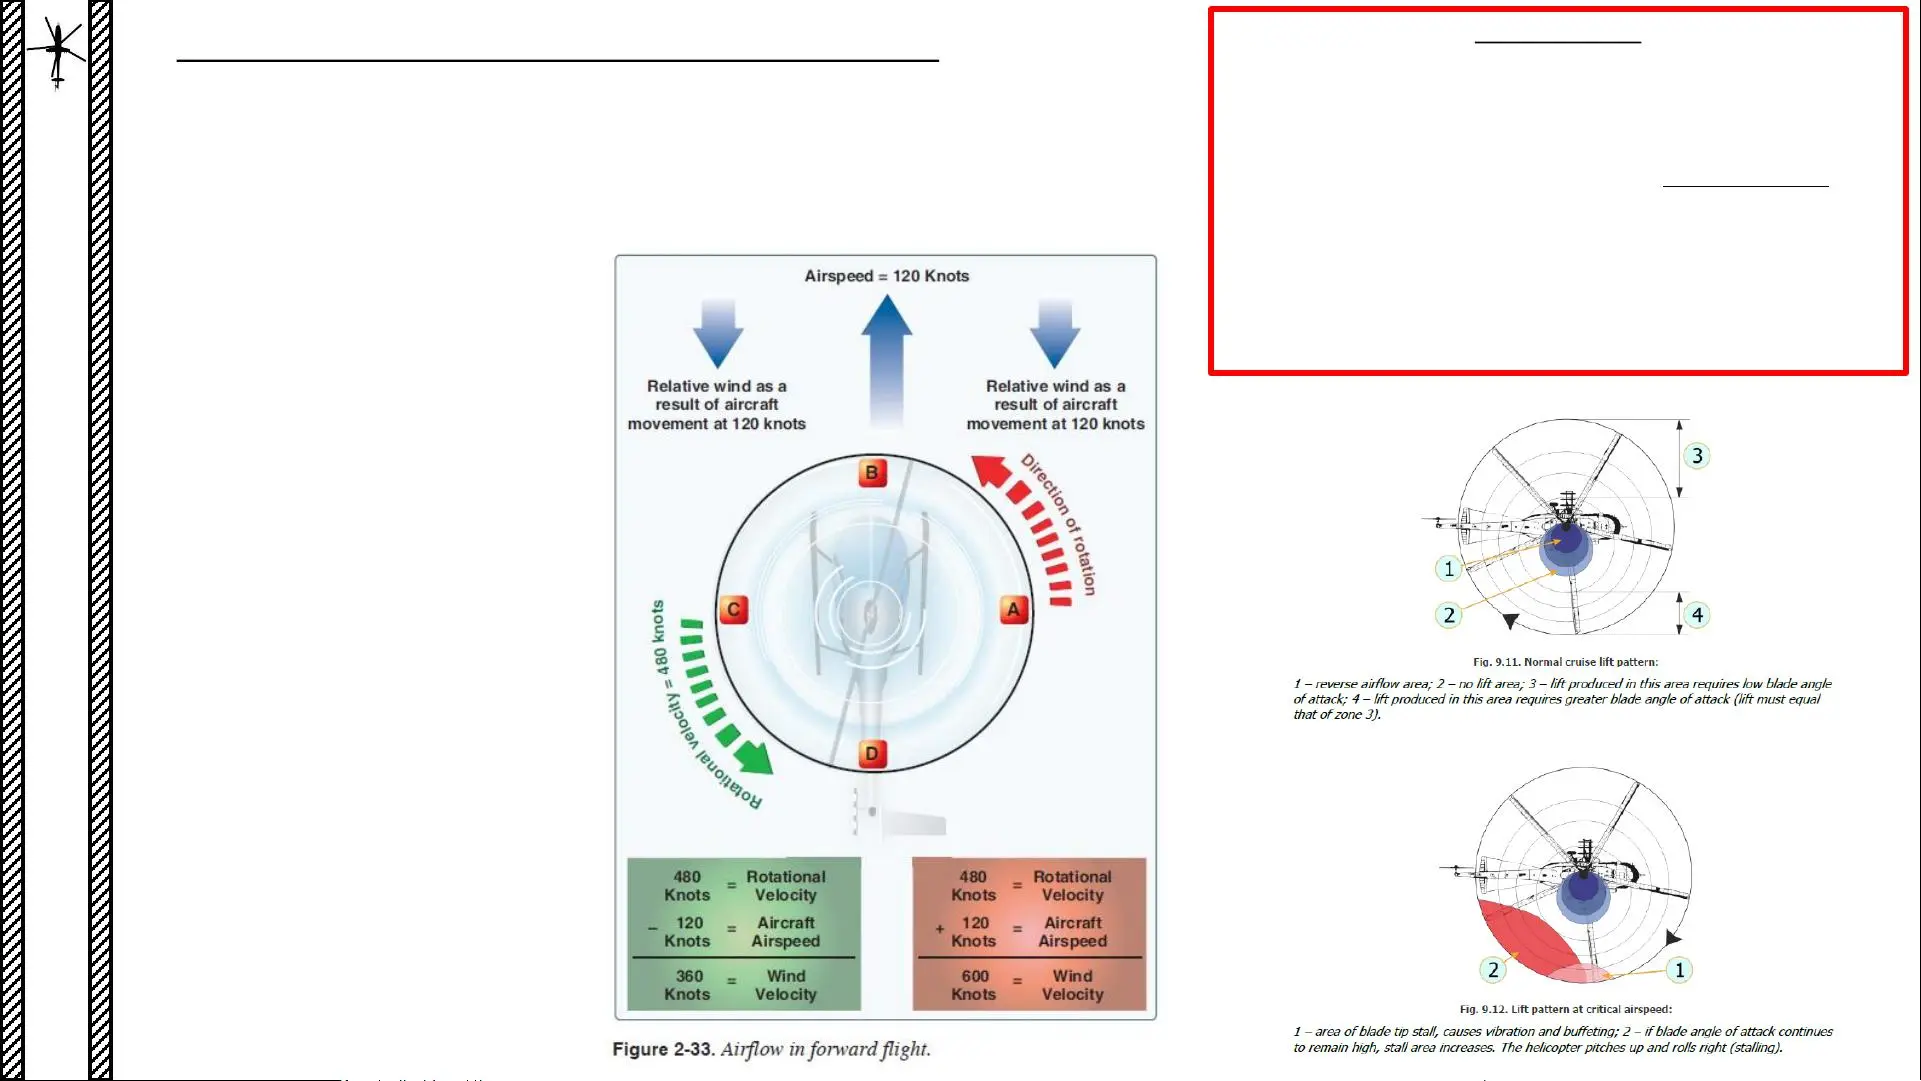 Airspeed = 120 Knots
Relative wind as a
result of aircraft
movement at 120 knots
Relative wind as a
result of aircraft
movement at 120 knots
B
Direction of rotation
C
A
Rotational velocity = 480 knots
D
480 Knots = Rotational Velocity
− 120 Knots = Aircraft Airspeed
360 Knots = Wind Velocity
480 Knots = Rotational Velocity
+ 120 Knots = Aircraft Airspeed
600 Knots = Wind Velocity
Figure 2-33. Airflow in forward flight.
3
1
2
4
Fig. 9.11. Normal cruise lift pattern:
1 – reverse airflow area; 2 – no lift area; 3 – lift produced in this area requires low blade angle
of attack; 4 – lift produced in this area requires greater blade angle of attack (lift must equal
that of zone 3).
2
1
Fig. 9.12. Lift pattern at critical airspeed:
1 – area of blade tip stall, causes vibration and buffeting; 2 – if blade angle of attack continues
to remain high, stall area increases. The helicopter pitches up and rolls right (stalling).